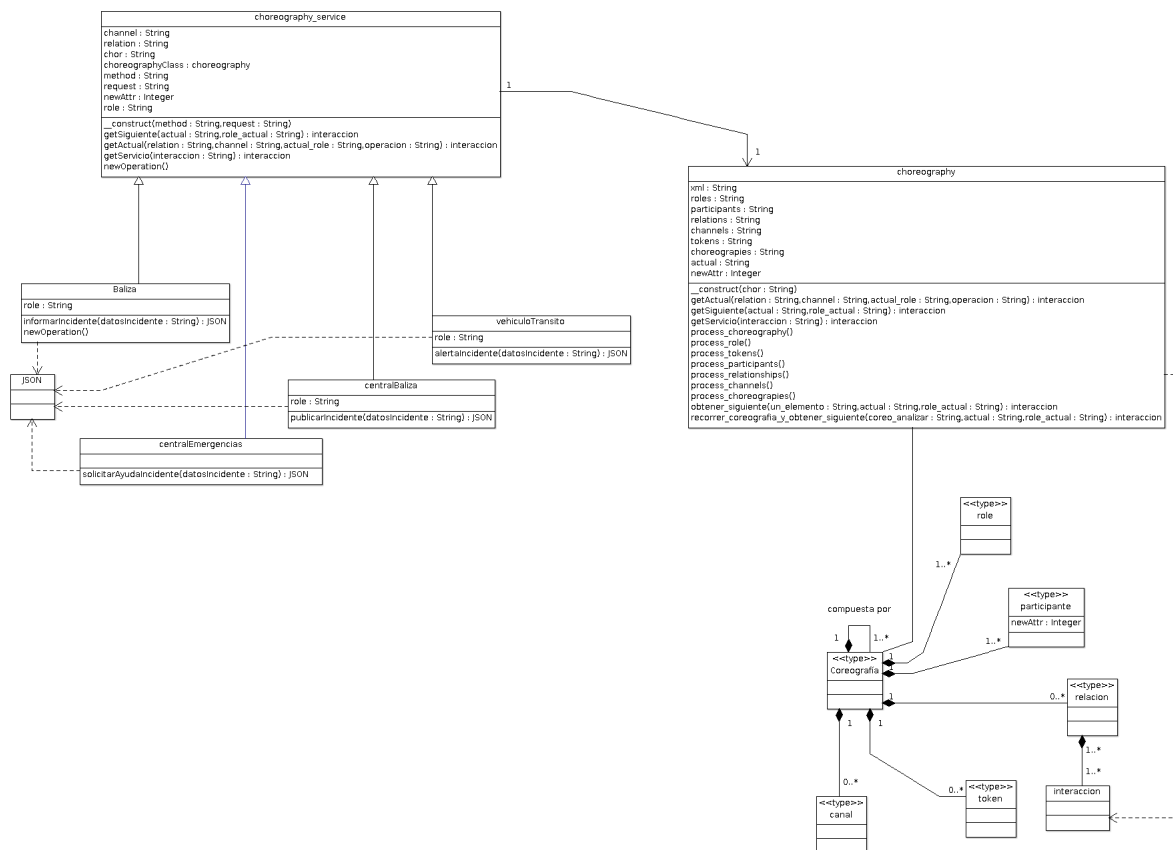 choreography_service
channel : String
relation : String
chor : String
choreographyClass : choreography
method : String
request : String
newAttr : Integer
role : String
__construct(method : String,request : String)
getSiguiente(actual : String,role_actual : String) : interaccion
getActual(relation : String,channel : String,actual_role : String,operacion : String) : interaccion
getServicio(interaccion : String) : interaccion
newOperation()
1
1
choreography
xml : String
roles : String
participants : String
relations : String
channels : String
tokens : String
choreograpies : String
actual : String
newAttr : Integer
__construct(chor : String)
getActual(relation : String,channel : String,actual_role : String,operacion : String) : interaccion
getSiguiente(actual : String,role_actual : String) : interaccion
getServicio(interaccion : String) : interaccion
process_choreography()
process_role()
process_tokens()
process_participants()
process_relationships()
process_channels()
process_choreograpies()
obtener_siguiente(un_elemento : String,actual : String,role_actual : String) : interaccion
recorrer_coreografia_y_obtener_siguiente(coreo_analizar : String,actual : String,role_actual : String) : interaccion
Baliza
role : String
informarIncidente(datosIncidente : String) : JSON
newOperation()
vehiculoTransito
role : String
alertaIncidente(datosIncidente : String) : JSON
JSON
centralBaliza
role : String
publicarIncidente(datosIncidente : String) : JSON
centralEmergencias
solicitarAyudaIncidente(datosIncidente : String) : JSON
<<type>>
role
1..*
<<type>>
participante
newAttr : Integer
1..*
compuesta por
1
1..*
<<type>>
Coreografía
1
1
1
0..*
<<type>>
relacion
1
1
1..*
1..*
0..*
0..*
<<type>>
token
interaccion
<<type>>
canal